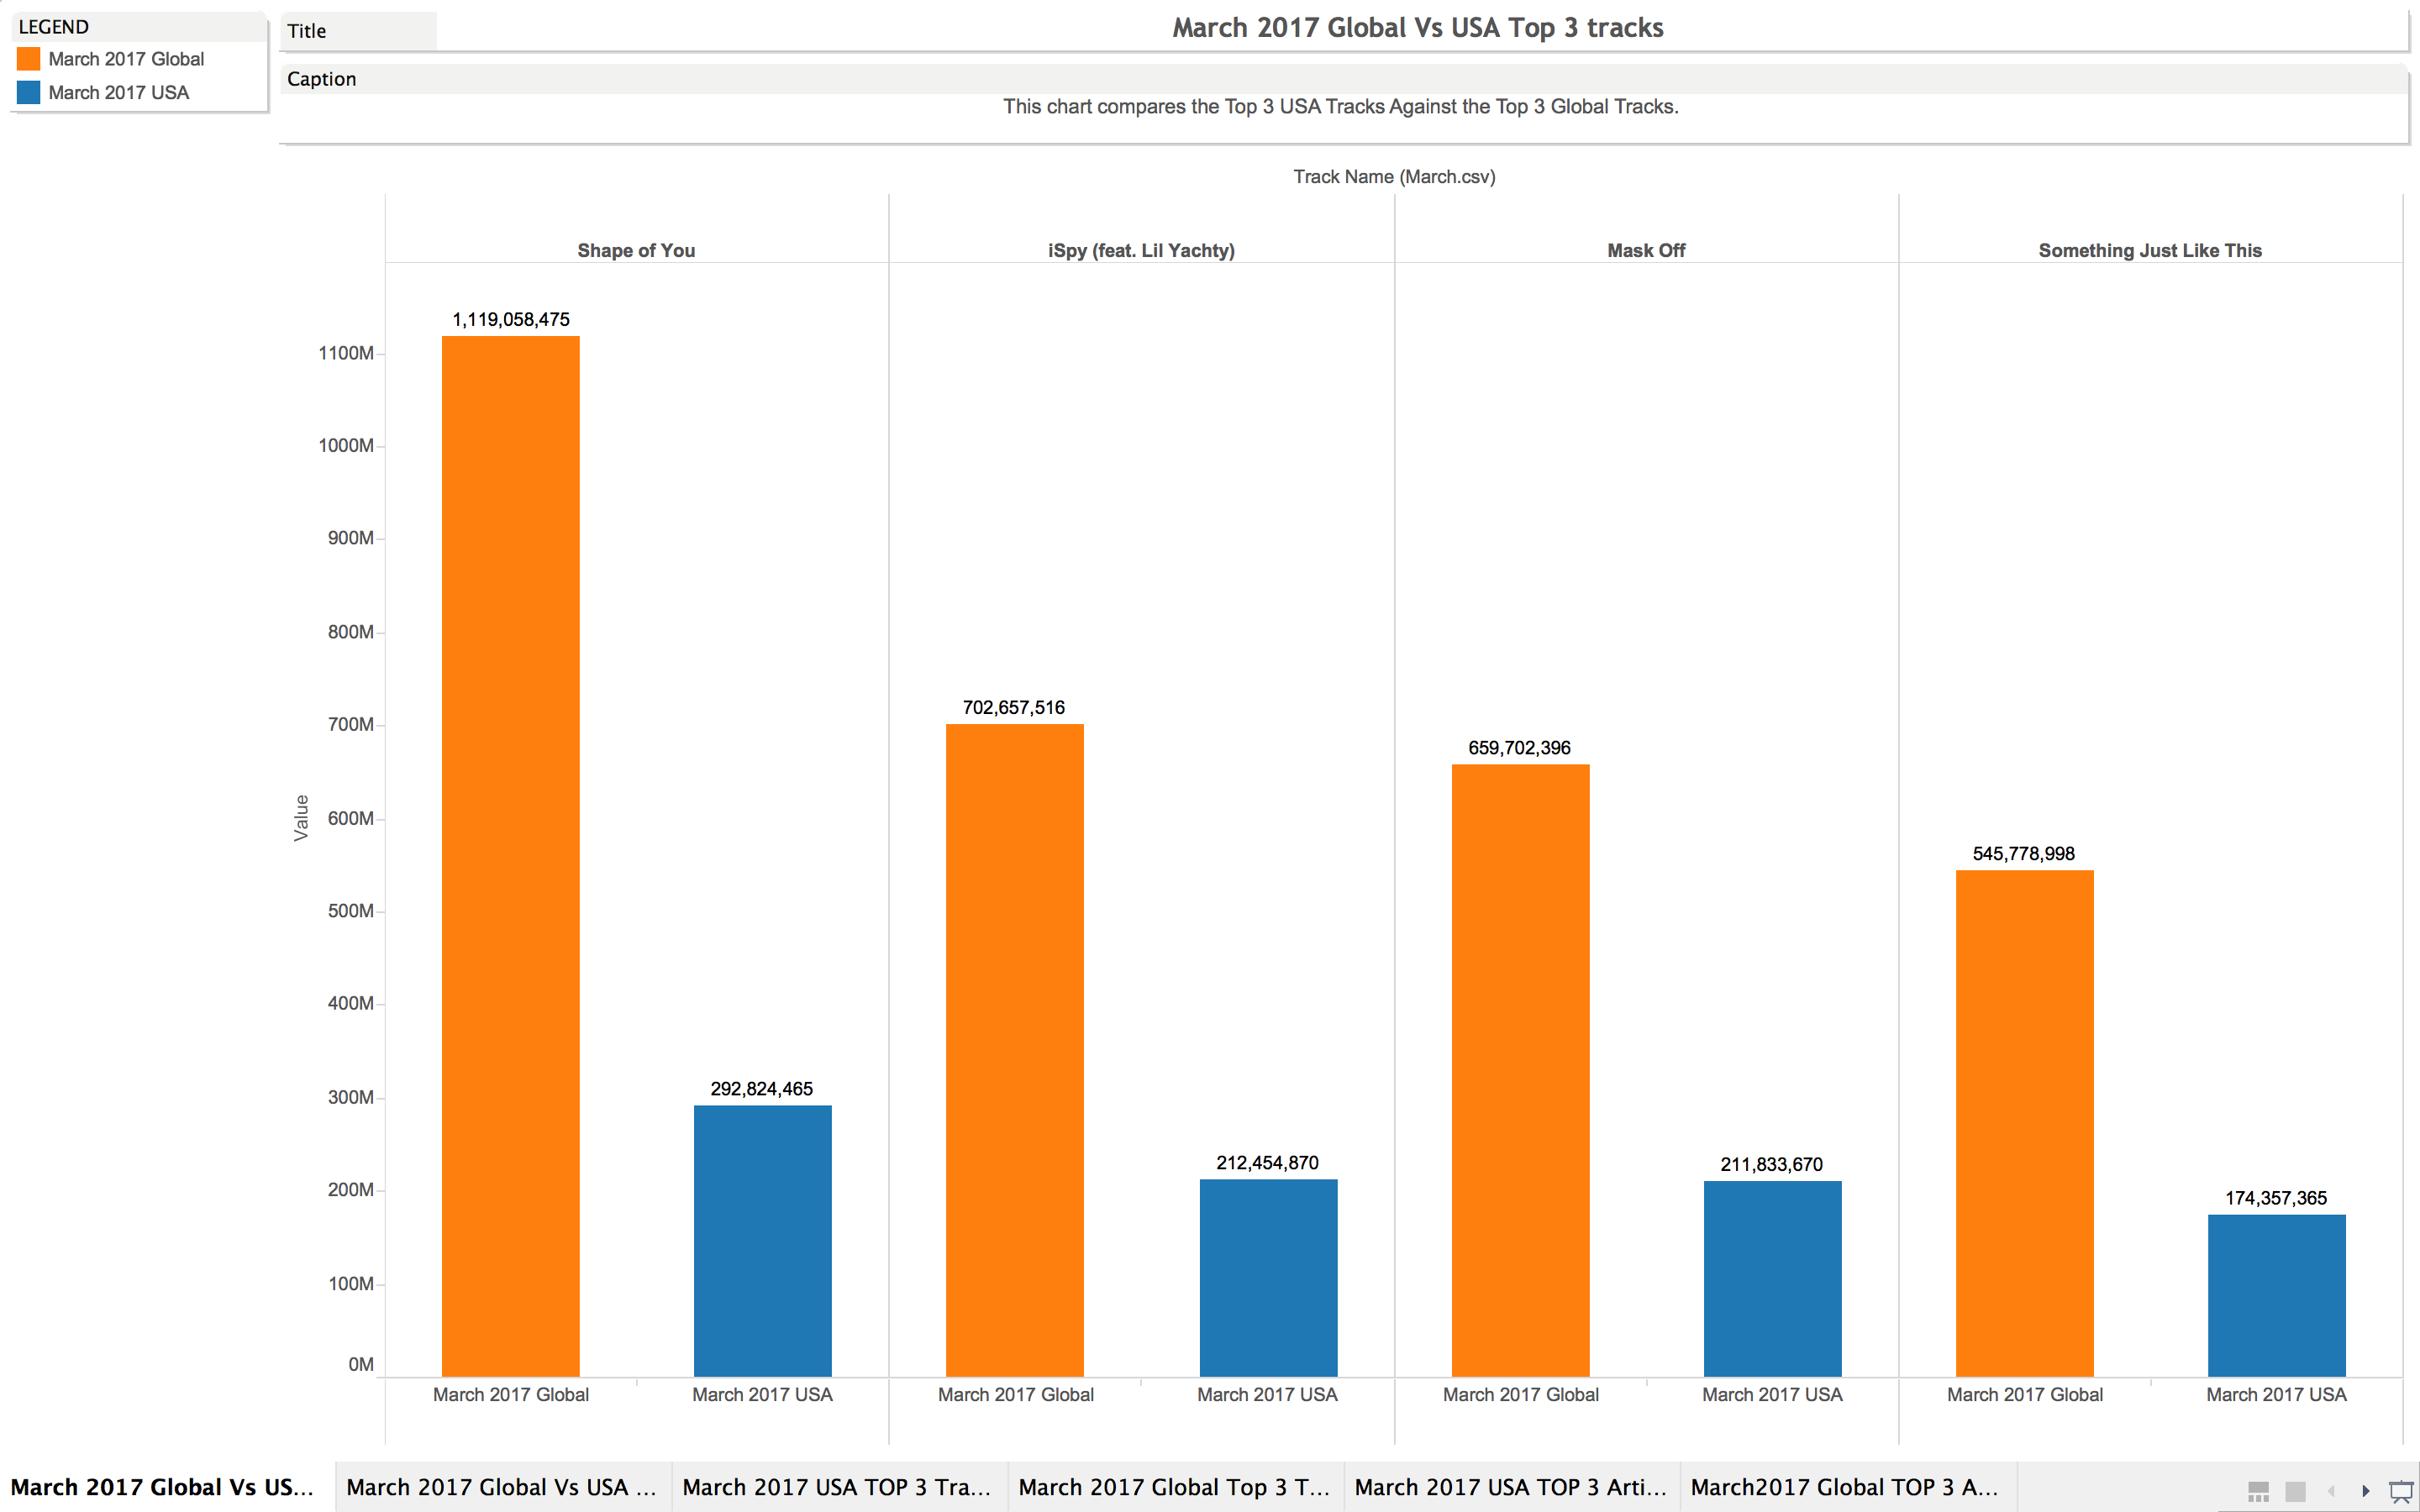 LEGEND
March 2017 Global
March 2017 USA
Title
March 2017 Global Vs USA Top 3 tracks
Caption
This chart compares the Top 3 USA Tracks Against the Top 3 Global Tracks.
Track Name (March.csv)
Shape of You
iSpy (feat. Lil Yachty)
Mask Off
Something Just Like This
Value
1100M
1000M
900M
800M
700M
600M
500M
400M
300M
200M
100M
0M
1,119,058,475
292,824,465
702,657,516
212,454,870
659,702,396
211,833,670
545,778,998
174,357,365
March 2017 Global
March 2017 USA
March 2017 Global
March 2017 USA
March 2017 Global
March 2017 USA
March 2017 Global
March 2017 USA
March 2017 Global Vs US...
March 2017 Global Vs USA ...
March 2017 USA TOP 3 Tra...
March 2017 Global Top 3 T...
March 2017 USA TOP 3 Arti...
March2017 Global TOP 3 A...